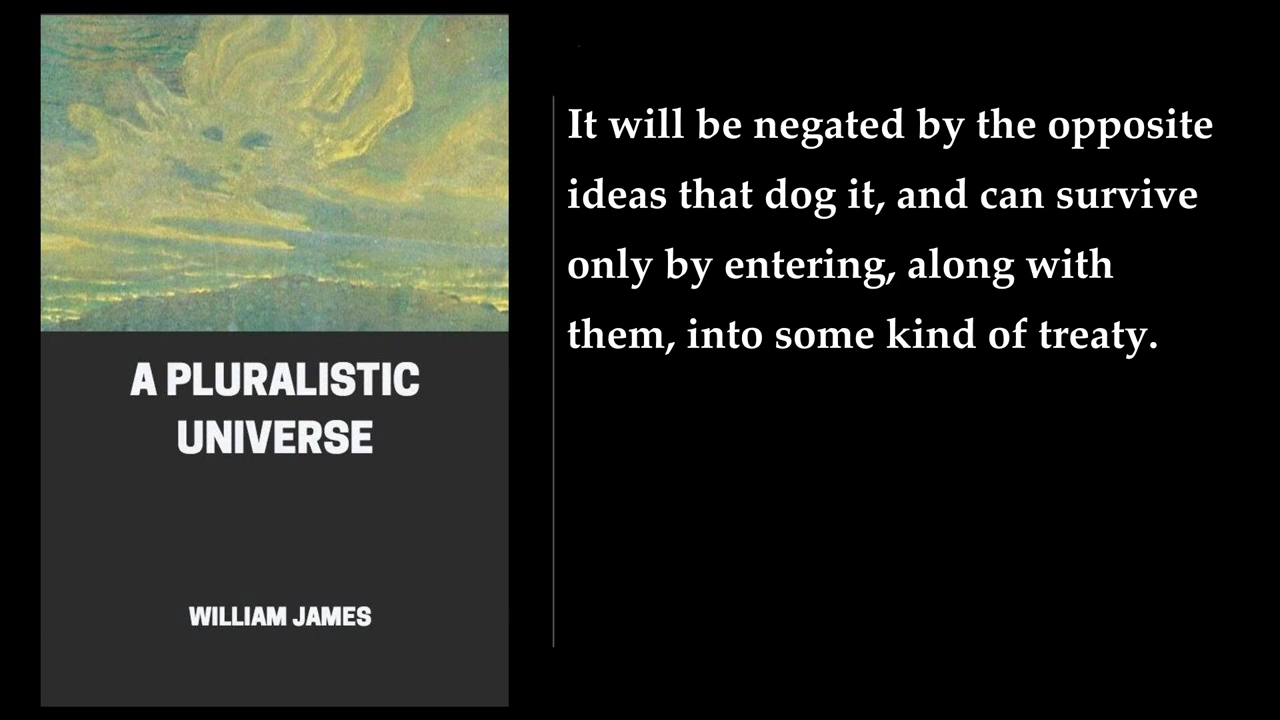 A PLURALISTIC
UNIVERSE
WILLIAM JAMES
It will be negated by the opposite
ideas that dog it, and can survive
only by entering, along with
them, into some kind of treaty.